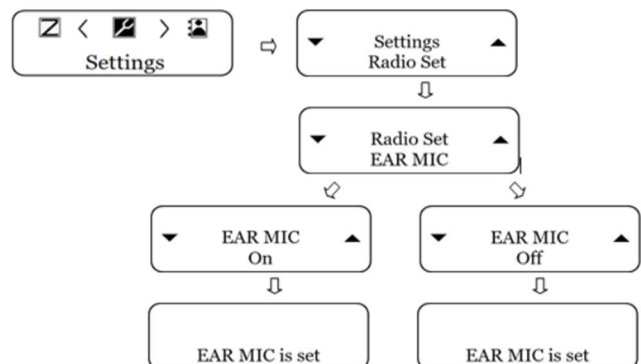 Settings
Settings
Radio Set
Radio Set
EAR MIC
EAR MIC
On
EAR MIC
Off
EAR MIC is set
EAR MIC is set